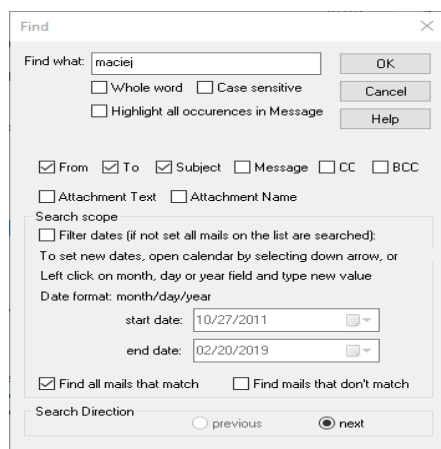 Find
Find what: maciej OK
Whole word Case sensitive Cancel
Highlight all occurences in Message Help
From To Subject Message CC BCC
Attachment Text Attachment Name
Search scope
Filter dates (if not set all mails on the list are searched):
To set new dates, open calendar by selecting down arrow, or
Left click on month, day or year field and type new value
Date format: month/day/year
start date: 10/27/2011
end date: 02/20/2019
Find all mails that match Find mails that don't match
Search Direction
previous next